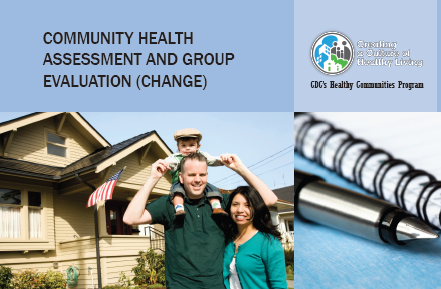 COMMUNITY HEALTH
ASSESSMENT AND GROUP
EVALUATION (CHANGE)
Creating
a Culture of
Healthy Living
CDC's Healthy Communities Program